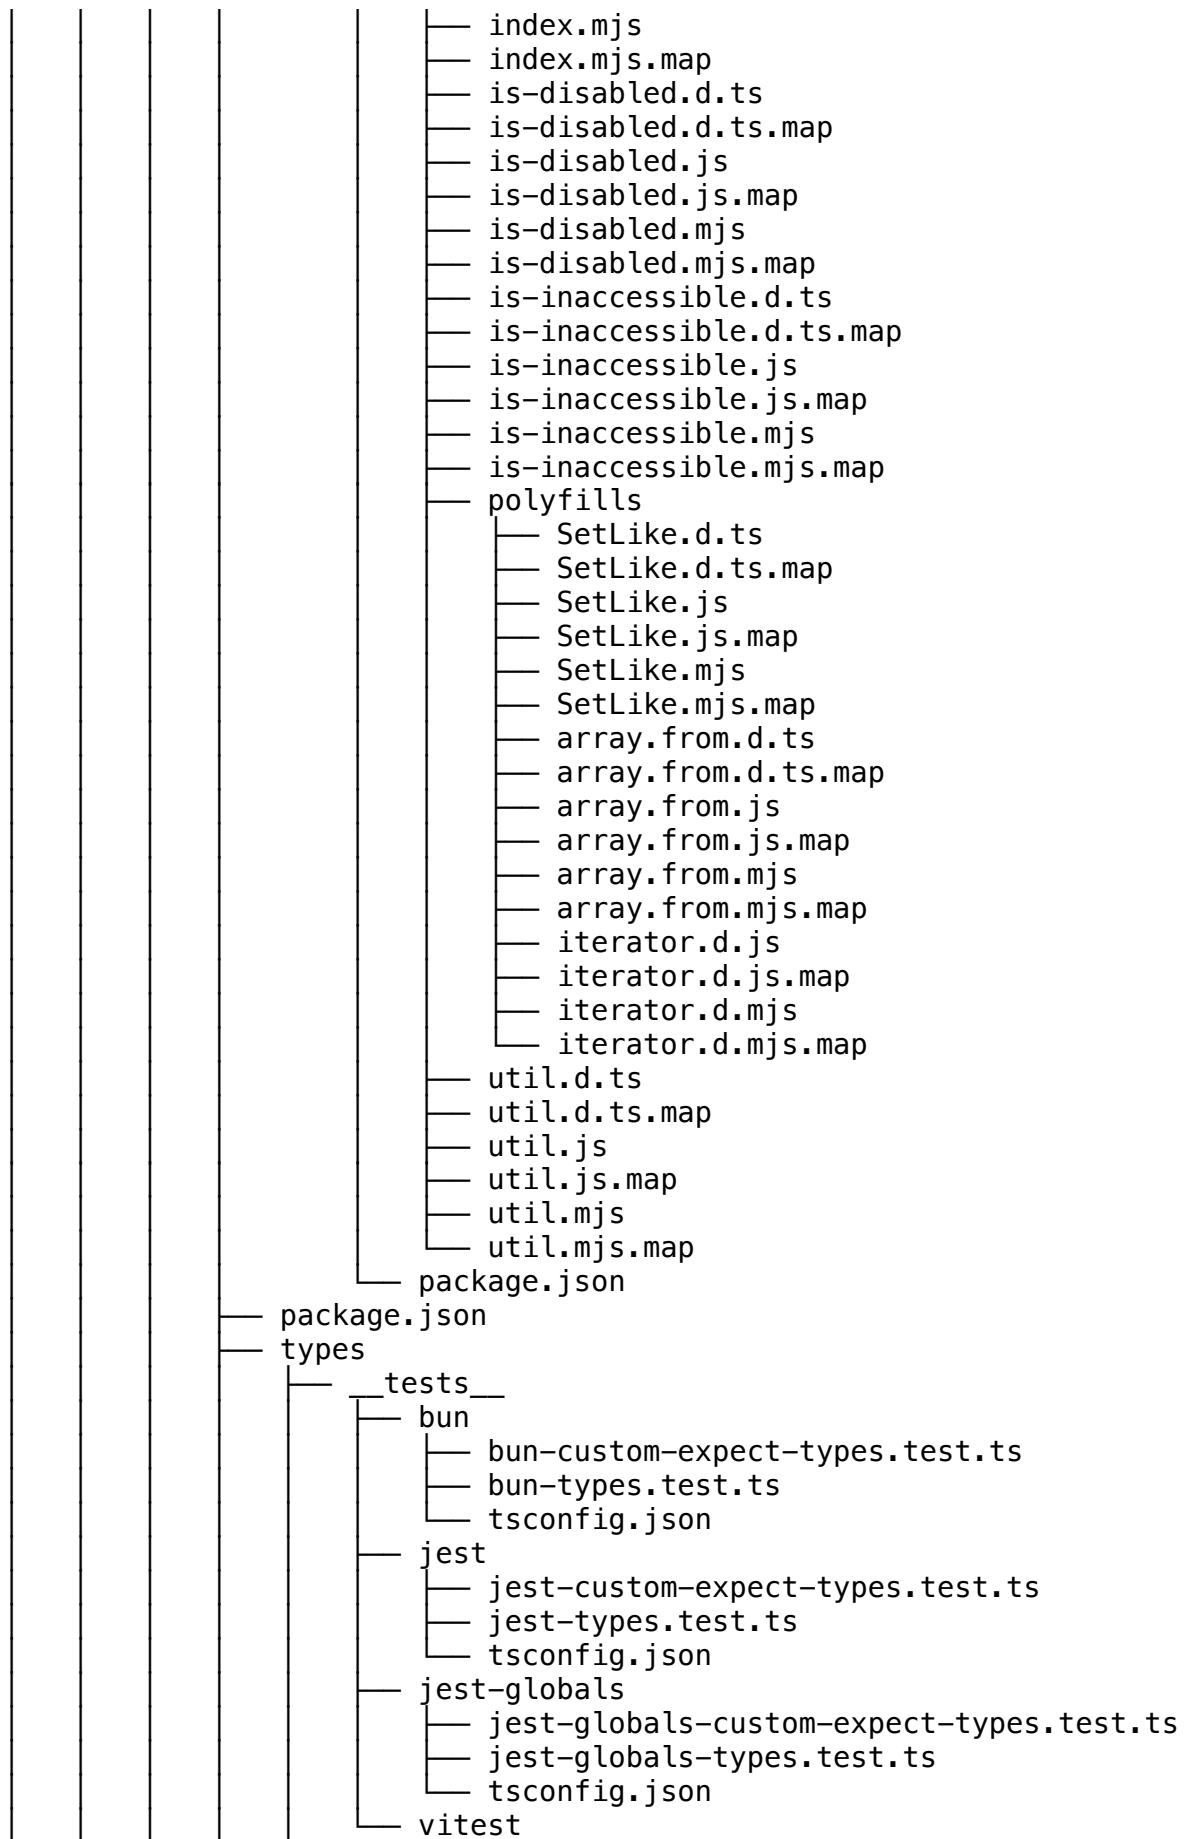 │   │   │   │       │   ├── index.mjs
│   │   │   │       │   ├── index.mjs.map
│   │   │   │       │   ├── is-disabled.d.ts
│   │   │   │       │   ├── is-disabled.d.ts.map
│   │   │   │       │   ├── is-disabled.js
│   │   │   │       │   ├── is-disabled.js.map
│   │   │   │       │   ├── is-disabled.mjs
│   │   │   │       │   ├── is-disabled.mjs.map
│   │   │   │       │   ├── is-inaccessible.d.ts
│   │   │   │       │   ├── is-inaccessible.d.ts.map
│   │   │   │       │   ├── is-inaccessible.js
│   │   │   │       │   ├── is-inaccessible.js.map
│   │   │   │       │   ├── is-inaccessible.mjs
│   │   │   │       │   ├── is-inaccessible.mjs.map
│   │   │   │       │   ├── polyfills
│   │   │   │       │   │   ├── SetLike.d.ts
│   │   │   │       │   │   ├── SetLike.d.ts.map
│   │   │   │       │   │   ├── SetLike.js
│   │   │   │       │   │   ├── SetLike.js.map
│   │   │   │       │   │   ├── SetLike.mjs
│   │   │   │       │   │   ├── SetLike.mjs.map
│   │   │   │       │   │   ├── array.from.d.ts
│   │   │   │       │   │   ├── array.from.d.ts.map
│   │   │   │       │   │   ├── array.from.js
│   │   │   │       │   │   ├── array.from.js.map
│   │   │   │       │   │   ├── array.from.mjs
│   │   │   │       │   │   ├── array.from.mjs.map
│   │   │   │       │   │   ├── iterator.d.js
│   │   │   │       │   │   ├── iterator.d.js.map
│   │   │   │       │   │   ├── iterator.d.mjs
│   │   │   │       │   │   └── iterator.d.mjs.map
│   │   │   │       │   ├── util.d.ts
│   │   │   │       │   ├── util.d.ts.map
│   │   │   │       │   ├── util.js
│   │   │   │       │   ├── util.js.map
│   │   │   │       │   ├── util.mjs
│   │   │   │       │   └── util.mjs.map
│   │   │   │       └── package.json
│   │   │   ├── package.json
│   │   │   ├── types
│   │   │   │   ├── __tests__
│   │   │   │   │   ├── bun
│   │   │   │   │   │   ├── bun-custom-expect-types.test.ts
│   │   │   │   │   │   ├── bun-types.test.ts
│   │   │   │   │   │   └── tsconfig.json
│   │   │   │   │   ├── jest
│   │   │   │   │   │   ├── jest-custom-expect-types.test.ts
│   │   │   │   │   │   ├── jest-types.test.ts
│   │   │   │   │   │   └── tsconfig.json
│   │   │   │   │   ├── jest-globals
│   │   │   │   │   │   ├── jest-globals-custom-expect-types.test.ts
│   │   │   │   │   │   ├── jest-globals-types.test.ts
│   │   │   │   │   │   └── tsconfig.json
│   │   │   │   │   └── vitest